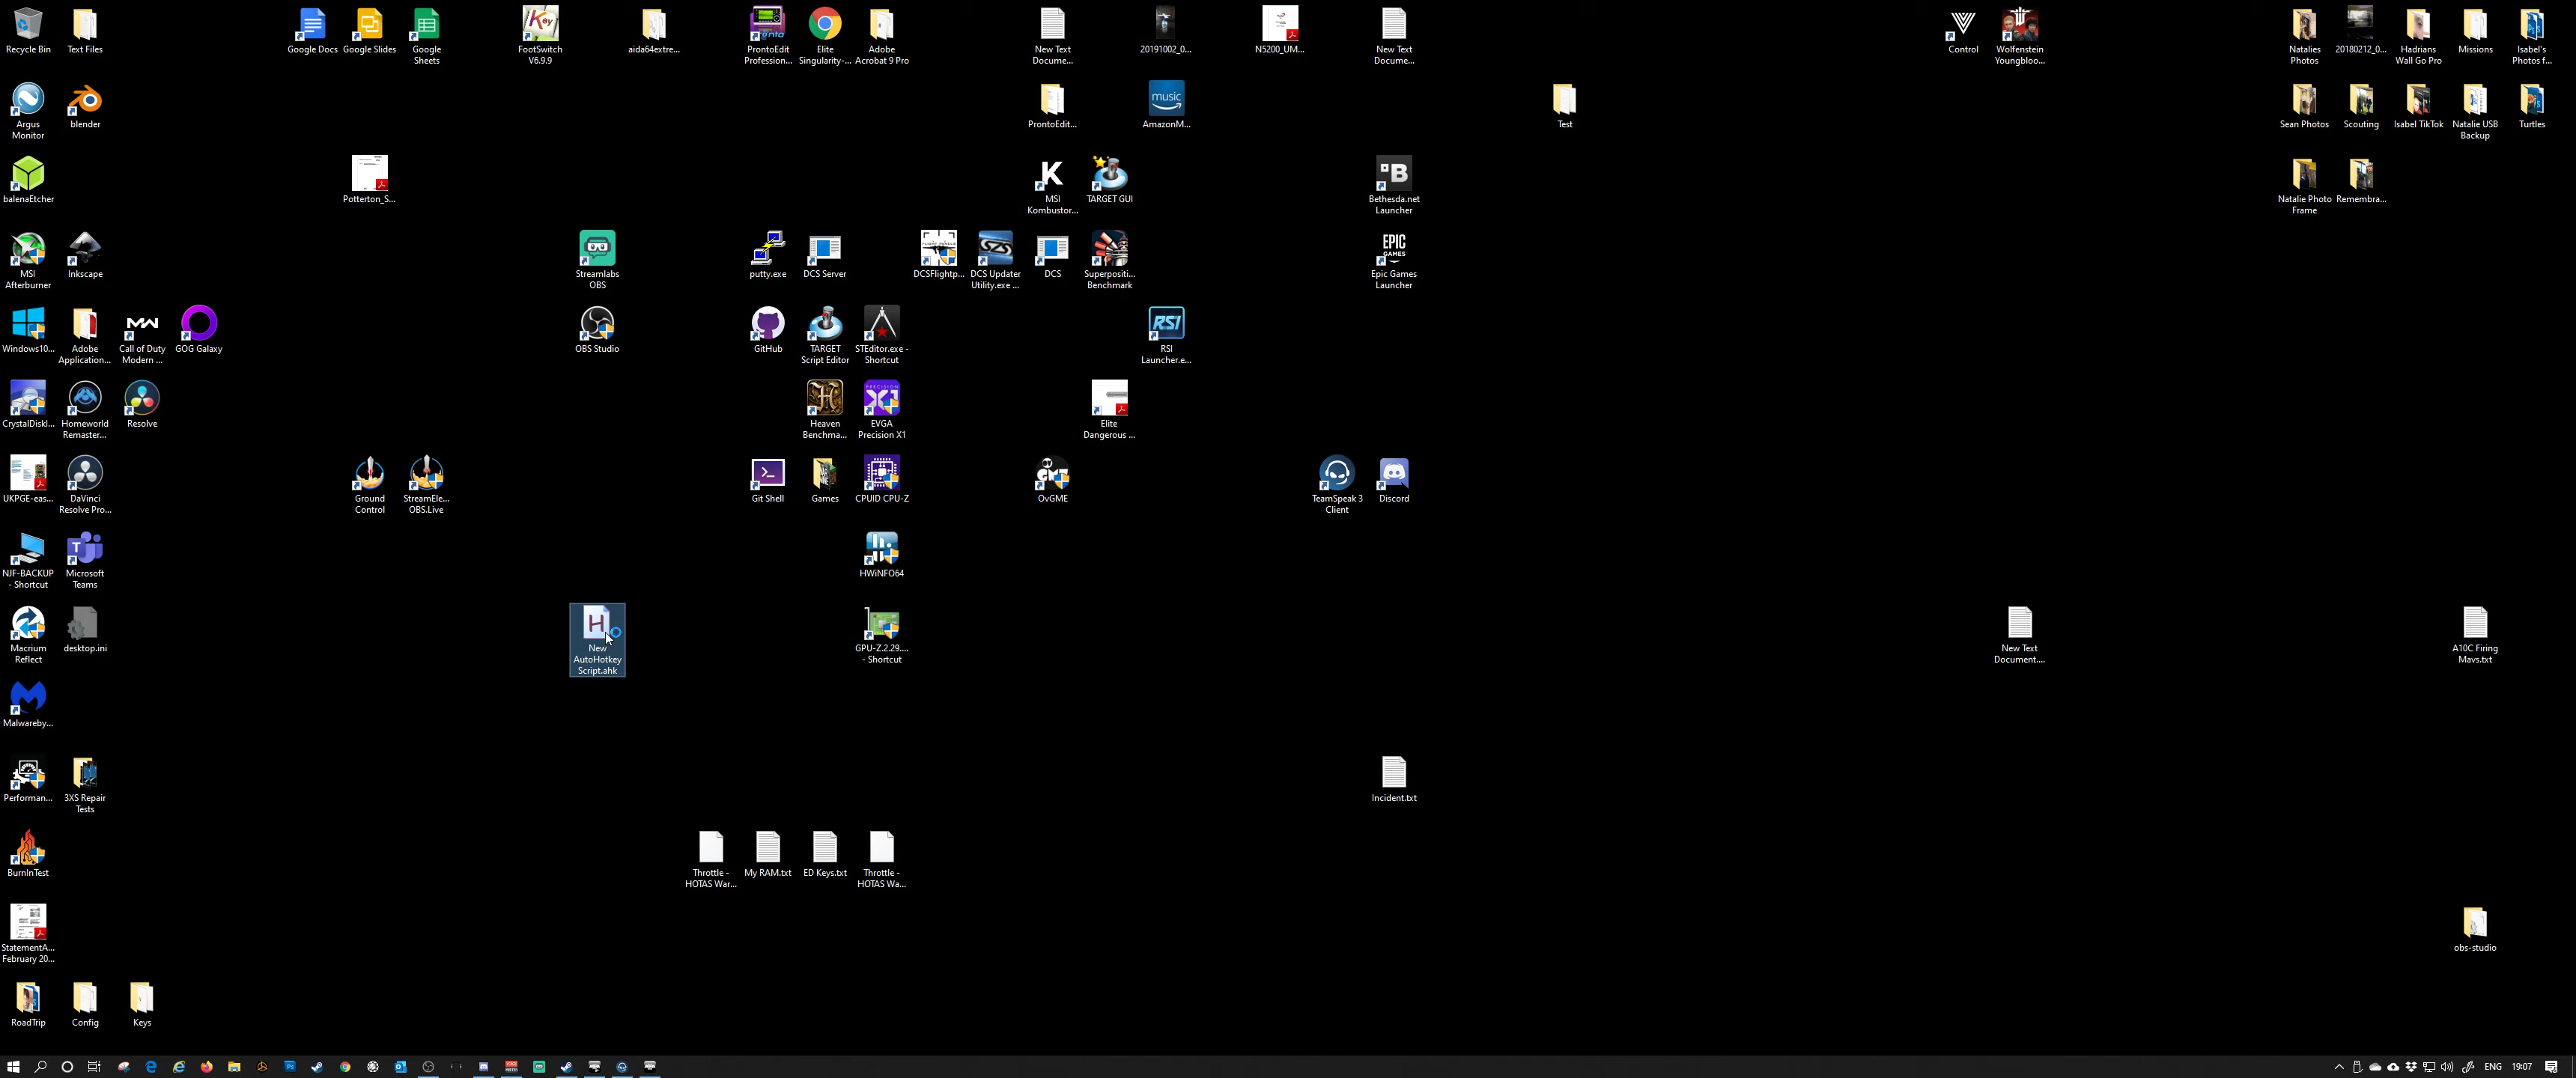 Recycle Bin
Text Files
Google Docs
Google Slides
Google
Sheets
FootSwitch
V6.9.9
aida64extre...
ProntoEdit
Profession...
Elite
Singularity-...
Adobe
Acrobat 9 Pro
New Text
Docume...
20191002_0...
N5200_UM...
New Text
Docume...
Control
Wolfenstein
Youngbloo...
Natalies
Photos
20180212_0...
Hadrians
Wall Go Pro
Missions
Isabel's
Photos f...
Argus
Monitor
blender
ProntoEdit...
music
AmazonM...
Test
Sean Photos
Scouting
Isabel TikTok
Natalie USB
Backup
Turtles
balenaEtcher
Potterton_S...
MSI
Kombustor...
TARGET GUI
Bethesda.net
Launcher
Natalie Photo
Frame
Remembra...
MSI
Afterburner
Inkscape
Streamlabs
OBS
putty.exe
DCS Server
DCSFlightp...
DCS Updater
Utility.exe ...
DCS
Superpositi...
Benchmark
EPIC
GAMES
Epic Games
Launcher
Windows10...
Adobe
Application...
Call of Duty
Modern ...
GOG Galaxy
OBS Studio
GitHub
TARGET
Script Editor
STEditor.exe -
Shortcut
RSI
RSI
Launcher.e...
CrystalDiskI...
Homeworld
Remaster...
Resolve
Heaven
Benchma...
PRECISION
X1
EVGA
Precision X1
Elite
Dangerous ...
UKPGE-eas...
DaVinci
Resolve Pro...
Ground
Control
StreamEle...
OBS.Live
Git Shell
Games
CPUID CPU-Z
OvGME
TeamSpeak 3
Client
Discord
NJF-BACKUP
- Shortcut
Microsoft
Teams
HWiNFO64
Macrium
Reflect
desktop.ini
H
New
AutoHotkey
Script.ahk
GPU-Z.2.29....
- Shortcut
New Text
Document....
A10C Firing
Mavs.txt
Malwareby...
Performan...
3XS Repair
Tests
Incident.txt
BurnInTest
Throttle -
HOTAS War...
My RAM.txt
ED Keys.txt
Throttle -
HOTAS Wa...
StatementA...
February 20...
obs-studio
RoadTrip
Config
Keys
ENG
19:07